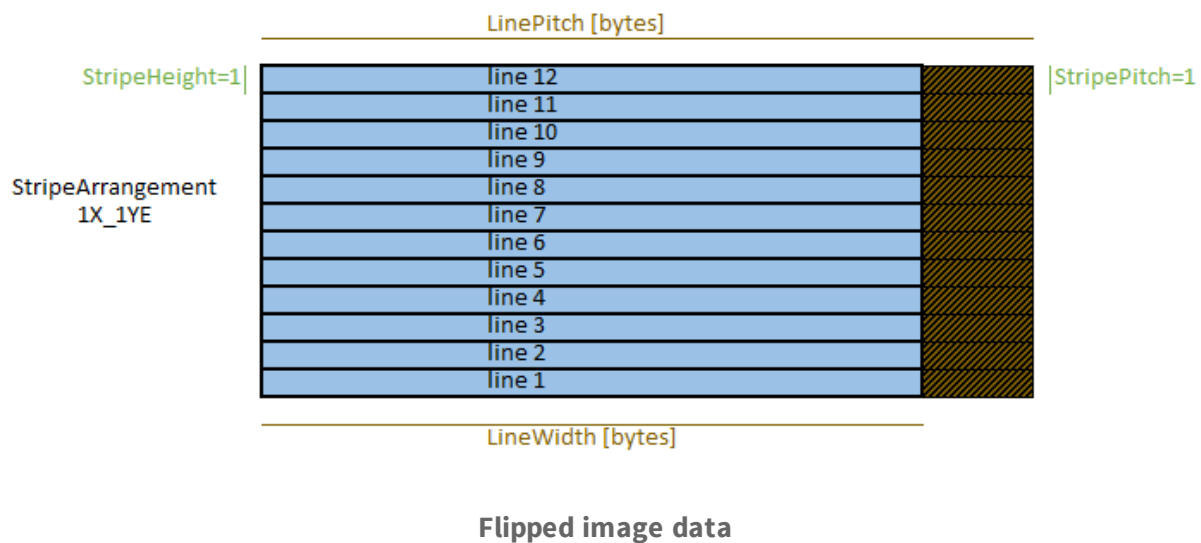 LinePitch [bytes]
StripeHeight=1
line 12
StripePitch=1
line 11
line 10
line 9
StripeArrangement
1X_1YE
line 8
line 7
line 6
line 5
line 4
line 3
line 2
line 1
LineWidth [bytes]
Flipped image data